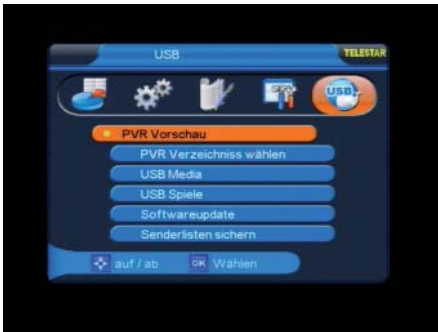 USB
TELESTAR
USB
PVR Vorschau
PVR Verzeichniss wählen
USB Media
USB Spiele
Softwareupdate
Senderlisten sichern
auf / ab OK Wählen